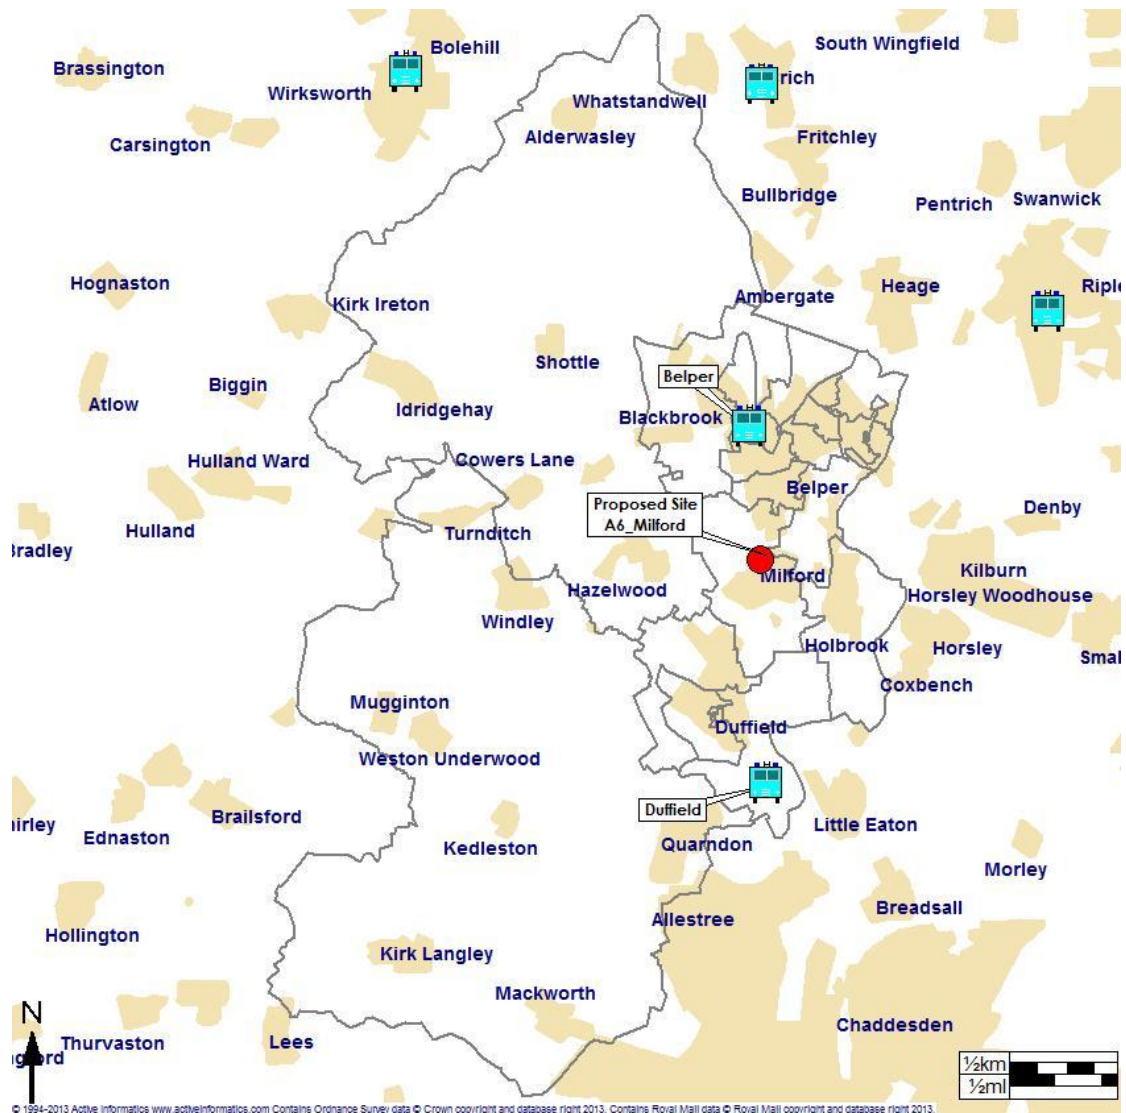 Bolehill
South Wingfield
Brassington
rich
Wirksworth
Whatstandwell
Carsington
Alderwasley
Fritchley
Bullbridge
Pentrich
Swanwick
Hognaston
Kirk Ireton
Ambergate
Heage
Riple
Shottle
Belper
Biggin
Atlow
Idridgehay
Blackbrook
Hulland Ward
Cowers Lane
Belper
Proposed Site
A6_Milford
Denby
Hulland
Turnditch
Bradley
Kilburn
Milford
Hazelwood
Horsley Woodhouse
Windley
Holbrook
Horsley
Smal
Coxbench
Mugginton
Duffield
Weston Underwood
Duffield
Brailsford
Little Eaton
irley
Ednaston
Kedleston
Quarndon
Morley
Breadsall
Allestree
Hollington
Kirk Langley
Mackworth
N
Chaddesden
Thurvaston
Lees
gford
½km
½ml
© 1994-2013 Active Informatics www.activeinformatics.com Contains Ordnance Survey data © Crown copyright and database right 2013. Contains Royal Mail data © Royal Mail copyright and database right 2013.